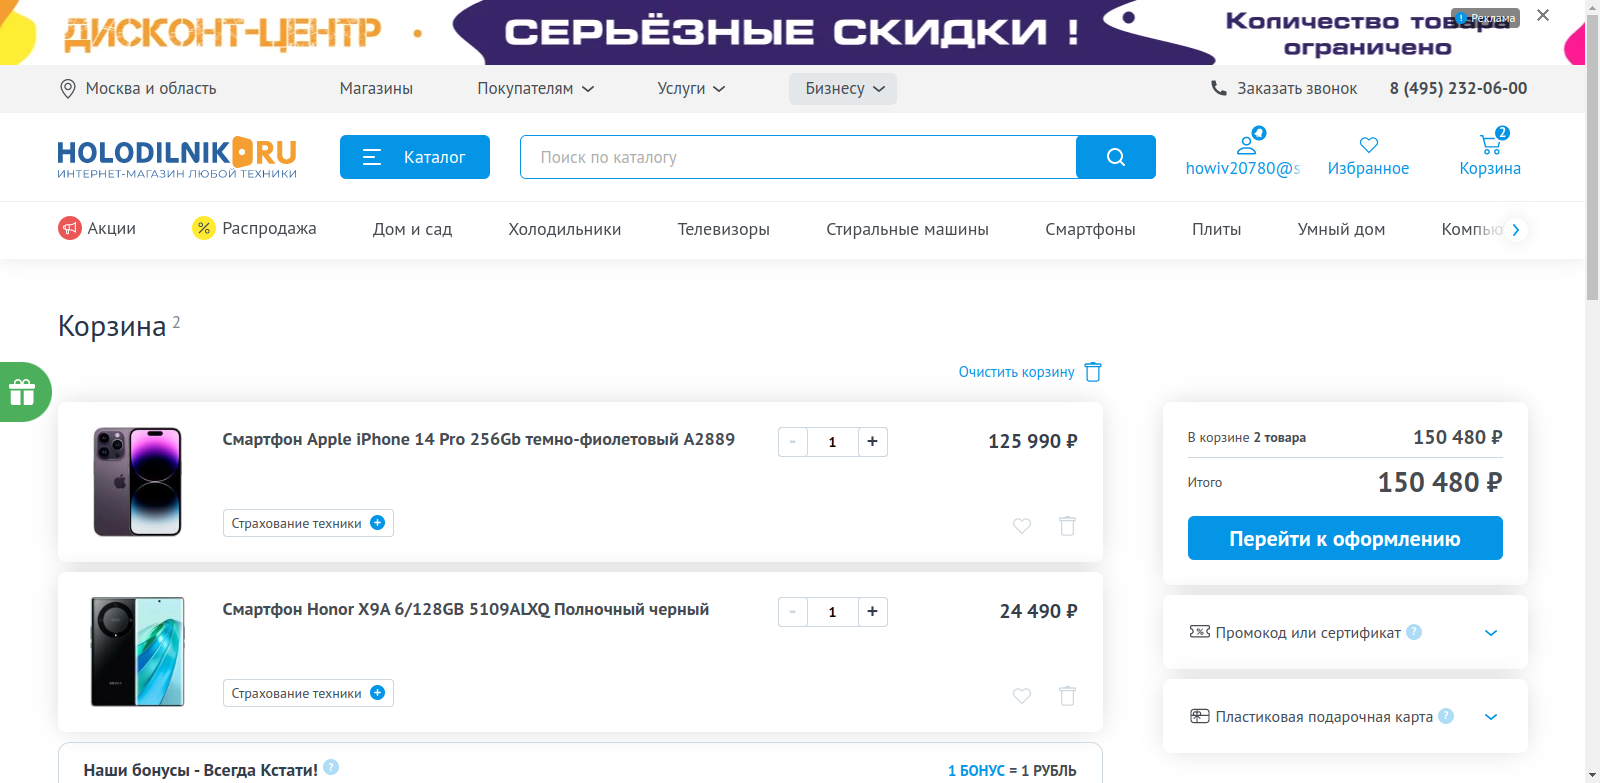 ДИСКОНТ-ЦЕНТР
СЕРЬЁЗНЫЕ СКИДКИ !
Количество товара ограничено
Реклама
Москва и область
Магазины
Покупателям
Услуги
Бизнесу
Заказать звонок
8 (495) 232-06-00
HOLODILNIK.RU
ИНТЕРНЕТ-МАГАЗИН ЛЮБОЙ ТЕХНИКИ
Каталог
Поиск по каталогу
howiv20780@s
Избранное
2
Корзина
Акции
% Распродажа
Дом и сад
Холодильники
Телевизоры
Стиральные машины
Смартфоны
Плиты
Умный дом
Компью
Корзина 2
Очистить корзину
Смартфон Apple iPhone 14 Pro 256Gb темно-фиолетовый A2889
- 1 +
125 990 ₽
Страхование техники +
Смартфон Honor X9A 6/128GB 5109ALXQ Полночный черный
- 1 +
24 490 ₽
Страхование техники +
Наши бонусы - Всегда Кстати! ?
1 БОНУС = 1 РУБЛЬ
В корзине 2 товара
150 480 ₽
Итого
150 480 ₽
Перейти к оформлению
Промокод или сертификат ?
Пластиковая подарочная карта ?